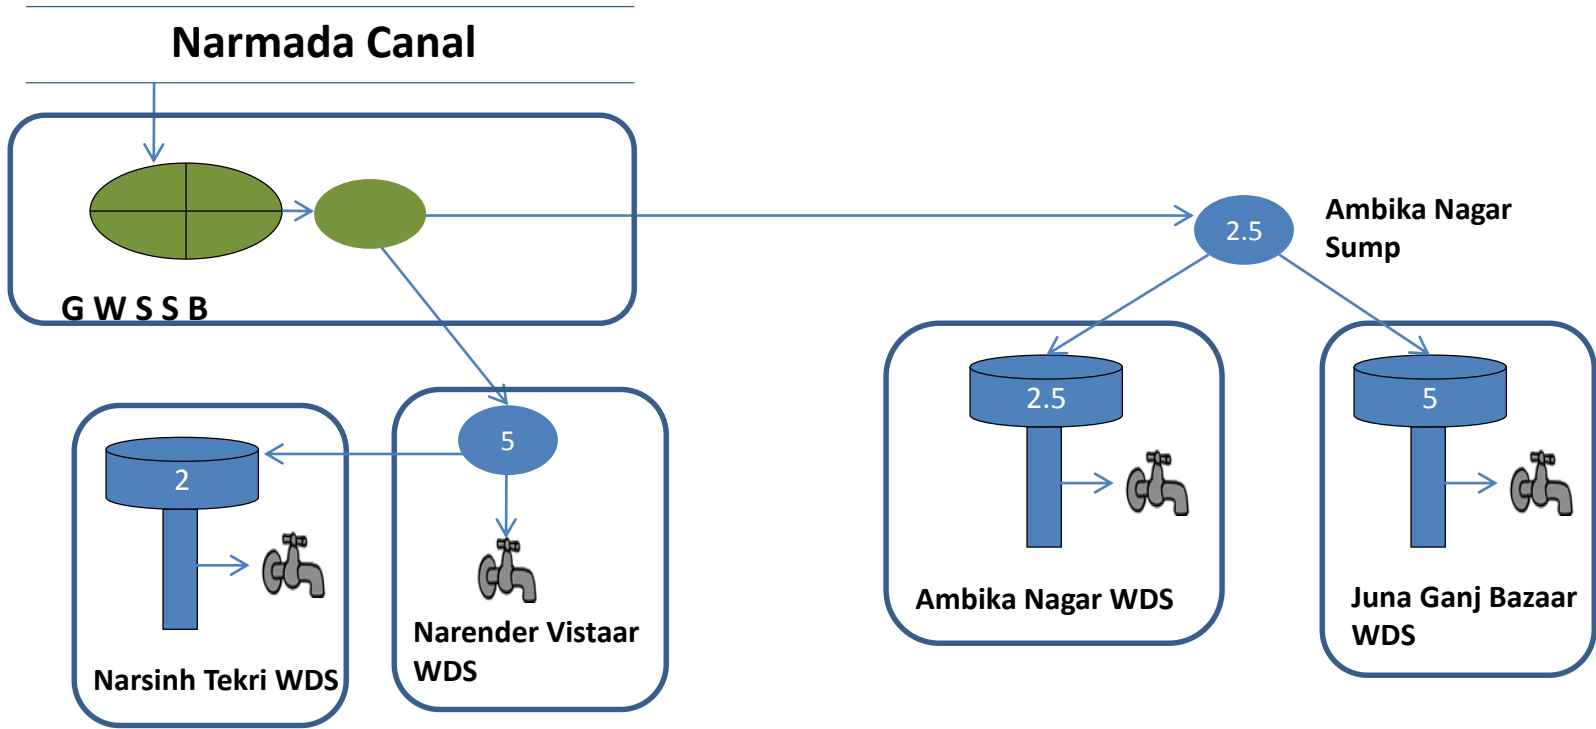 Narmada Canal
G W S S B
2.5
Ambika Nagar
Sump
2
5
2.5
5
Narsinh Tekri WDS
Narender Vistaar
WDS
Ambika Nagar WDS
Juna Ganj Bazaar
WDS